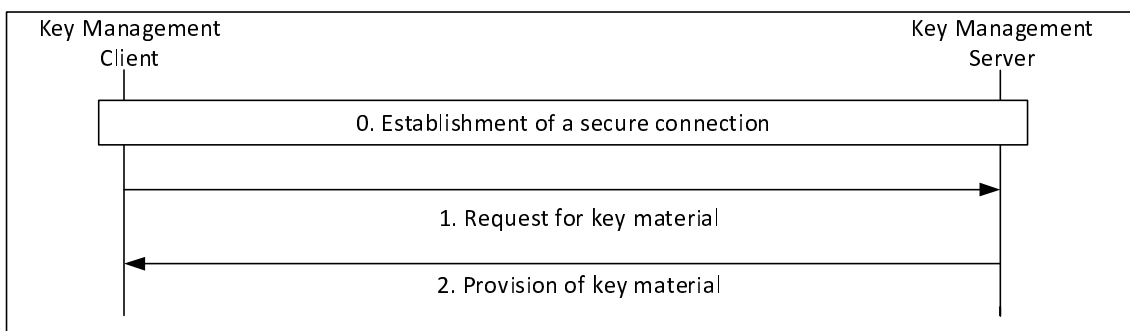 Key Management
Client
Key Management
Server
0. Establishment of a secure connection
1. Request for key material
2. Provision of key material